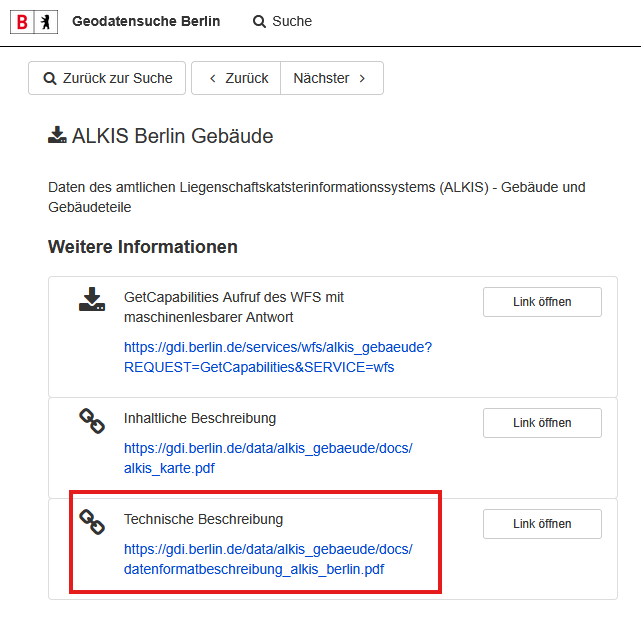 B Geodatensuche Berlin Suche
Zurück zur Suche Zurück Nächster
ALKIS Berlin Gebäude
Daten des amtlichen Liegenschaftskatsterinformationssystems (ALKIS) - Gebäude und
Gebäudeteile
Weitere Informationen
GetCapabilities Aufruf des WFS mit Link öffnen
maschinenlesbarer Antwort
https://gdi.berlin.de/services/wfs/alkis_gebaeude?
REQUEST=GetCapabilities&SERVICE=wfs
Inhaltliche Beschreibung Link öffnen
https://gdi.berlin.de/data/alkis_gebaeude/docs/
alkis_karte.pdf
Technische Beschreibung Link öffnen
https://gdi.berlin.de/data/alkis_gebaeude/docs/
datenformatbeschreibung_alkis_berlin.pdf